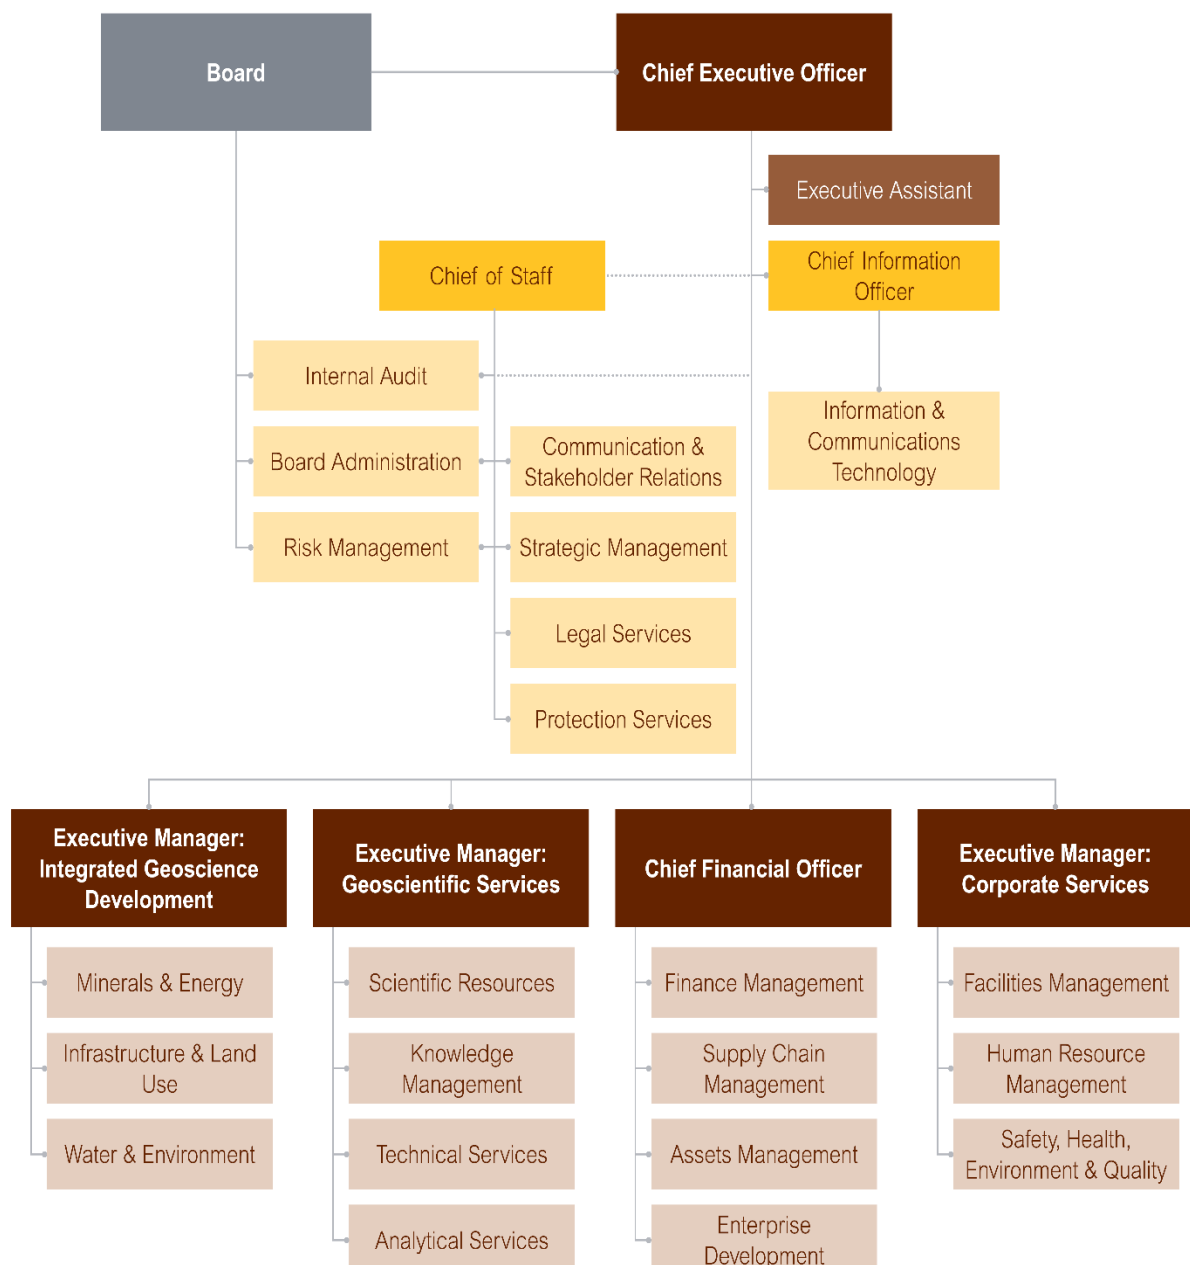 Board
Chief Executive Officer
Executive Assistant
Chief of Staff
Chief Information
Officer
Internal Audit
Information &
Communications
Technology
Board Administration
Communication &
Stakeholder Relations
Risk Management
Strategic Management
Legal Services
Protection Services
Executive Manager:
Integrated Geoscience
Development
Executive Manager:
Geoscientific Services
Chief Financial Officer
Executive Manager:
Corporate Services
Minerals & Energy
Scientific Resources
Finance Management
Facilities Management
Infrastructure & Land
Use
Knowledge
Management
Supply Chain
Management
Human Resource
Management
Water & Environment
Technical Services
Assets Management
Safety, Health,
Environment & Quality
Analytical Services
Enterprise
Development